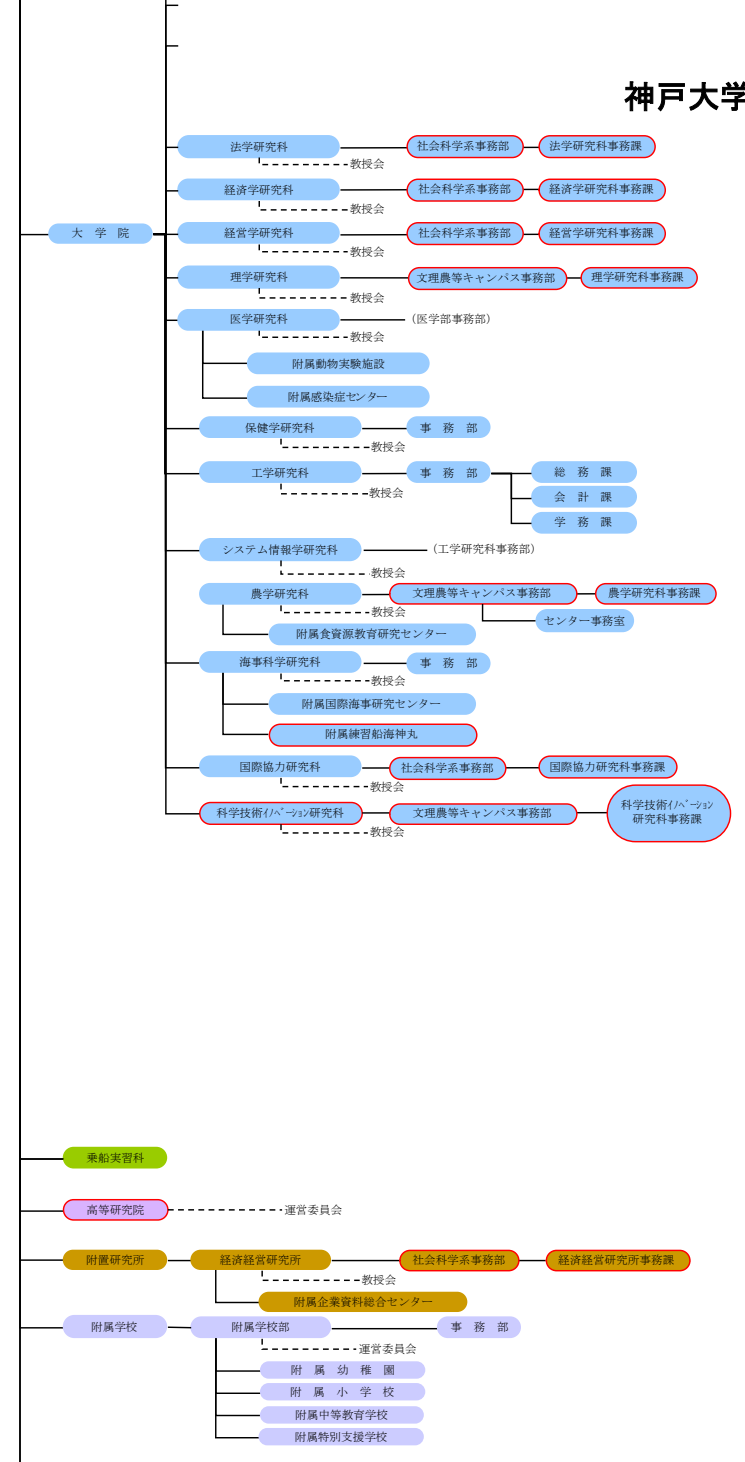 神戸大学
法学研究科
社会科学系事務部
法学研究科事務課
教授会
経済学研究科
社会科学系事務部
経済学研究科事務課
教授会
大 学 院
経営学研究科
社会科学系事務部
経営学研究科事務課
教授会
理学研究科
文理農等キャンパス事務部
理学研究科事務課
教授会
医学研究科
(医学部事務部)
教授会
附属動物実験施設
附属感染症センター
保健学研究科
事 務 部
教授会
工学研究科
事 務 部
総 務 課
教授会
会 計 課
学 務 課
システム情報学研究科
(工学研究科事務部)
教授会
農学研究科
文理農等キャンパス事務部
農学研究科事務課
教授会
センター事務室
附属食資源教育研究センター
海事科学研究科
事 務 部
教授会
附属国際海事研究センター
附属練習船海神丸
国際協力研究科
社会科学系事務部
国際協力研究科事務課
教授会
科学技術ｲﾉﾍﾞｰｼｮﾝ研究科
文理農等キャンパス事務部
科学技術ｲﾉﾍﾞｰｼｮﾝ
研究科事務課
教授会
乗船実習科
高等研究院
運営委員会
附置研究所
経済経営研究所
社会科学系事務部
経済経営研究所事務課
教授会
附属企業資料総合センター
附属学校
附属学校部
事 務 部
運営委員会
附 属 幼 稚 園
附 属 小 学 校
附属中等教育学校
附属特別支援学校